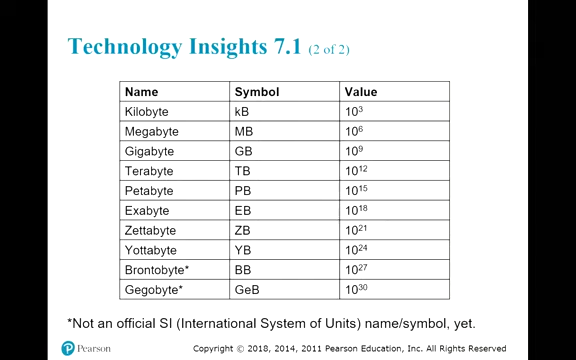 Technology Insights 7.1 (2 of 2)
Name Symbol Value
Kilobyte kB 10³
Megabyte MB 10⁶
Gigabyte GB 10⁹
Terabyte TB 10¹²
Petabyte PB 10¹⁵
Exabyte EB 10¹⁸
Zettabyte ZB 10²¹
Yottabyte YB 10²⁴
Brontobyte* BB 10²⁷
Gegobyte* GeB 10³⁰
*Not an official SI (International System of Units) name/symbol, yet.
Pearson Copyright © 2018, 2014, 2011 Pearson Education, Inc. All Rights Reserved